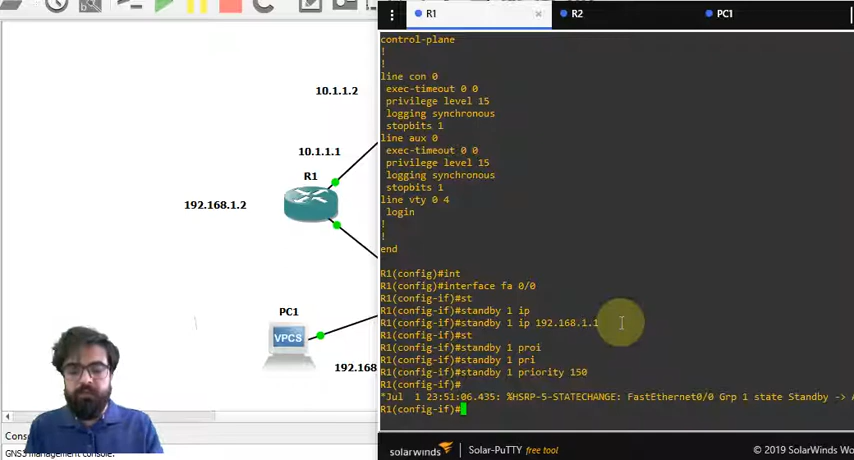 R1
R2
PC1
control-plane
!
!
line con 0
exec-timeout 0 0
privilege level 15
logging synchronous
stopbits 1
line aux 0
exec-timeout 0 0
privilege level 15
logging synchronous
stopbits 1
line vty 0 4
login
!
!
end
R1(config)#int
R1(config)#interface fa 0/0
R1(config-if)#st
R1(config-if)#standby 1 ip
R1(config-if)#standby 1 ip 192.168.1.1
R1(config-if)#st
R1(config-if)#standby 1 proi
R1(config-if)#standby 1 pri
R1(config-if)#standby 1 priority 150
R1(config-if)#
*Jul 1 23:51:06.435: %HSRP-5-STATECHANGE: FastEthernet0/0 Grp 1 state Standby ->
R1(config-if)#
solarwinds
Solar-PuTTY free tool
© 2019 SolarWinds Wo
10.1.1.2
10.1.1.1
R1
192.168.1.2
PC1
VPCS
192.168
Cons
GNS3 management console.